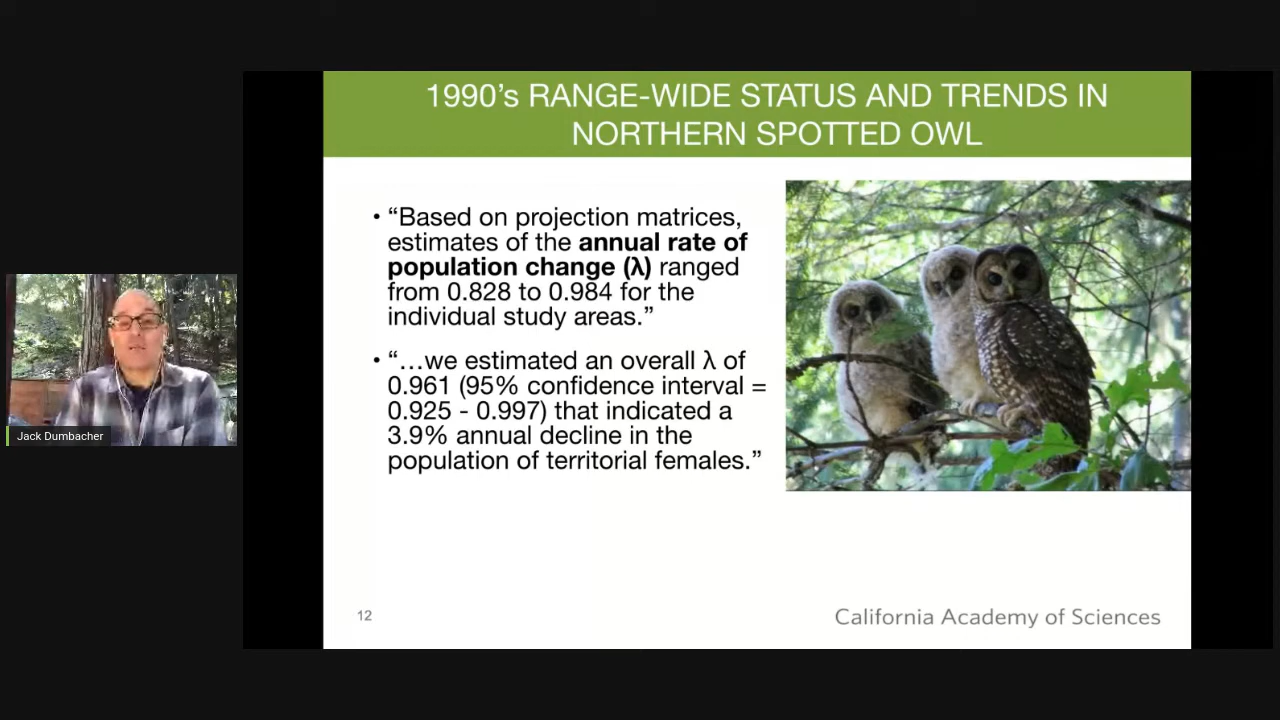 1990's RANGE-WIDE STATUS AND TRENDS IN
NORTHERN SPOTTED OWL
• “Based on projection matrices,
estimates of the annual rate of
population change (λ) ranged
from 0.828 to 0.984 for the
individual study areas.”
• “…we estimated an overall λ of
0.961 (95% confidence interval =
0.925 - 0.997) that indicated a
3.9% annual decline in the
population of territorial females.”
Jack Dumbacher
12
California Academy of Sciences